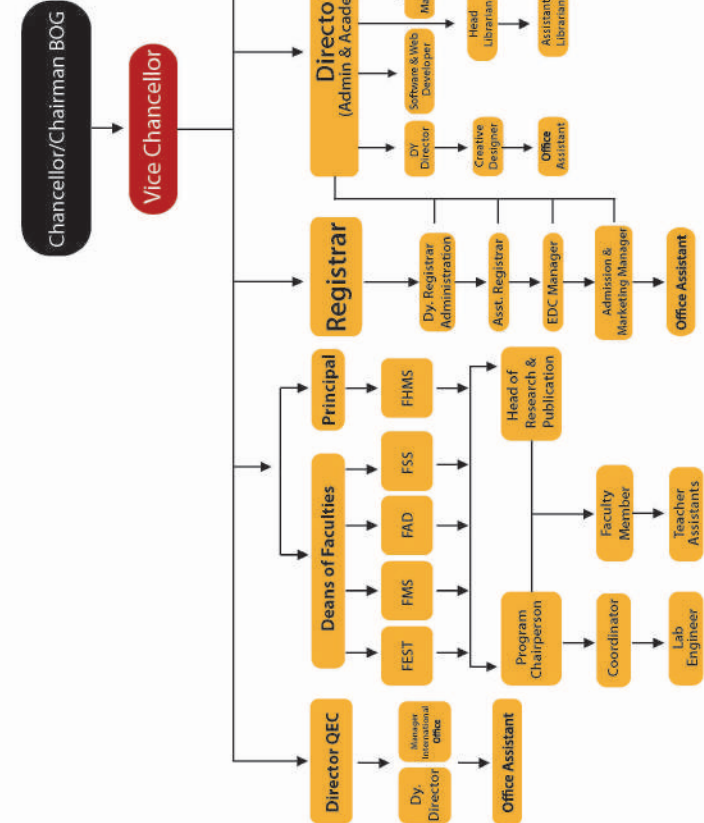 Chancellor/Chairman BOG
Vice Chancellor
Director QEC
Dy.
Director
Manager
International
Office
Office Assistant
Deans of Faculties
Principal
FEST
FMS
FAD
FSS
FHMS
Program
Chairperson
Head of
Research &
Publication
Coordinator
Faculty
Member
Lab
Engineer
Teacher
Assistants
Registrar
Dy. Registrar
Administration
Asst. Registrar
EDC Manager
Admission &
Marketing Manager
Office Assistant
Directo
(Admin & Acade
DY
Director
Creative
Designer
Office
Assistant
Software & Web
Developer
Head
Librarian
Assistant
Librarian
Ma